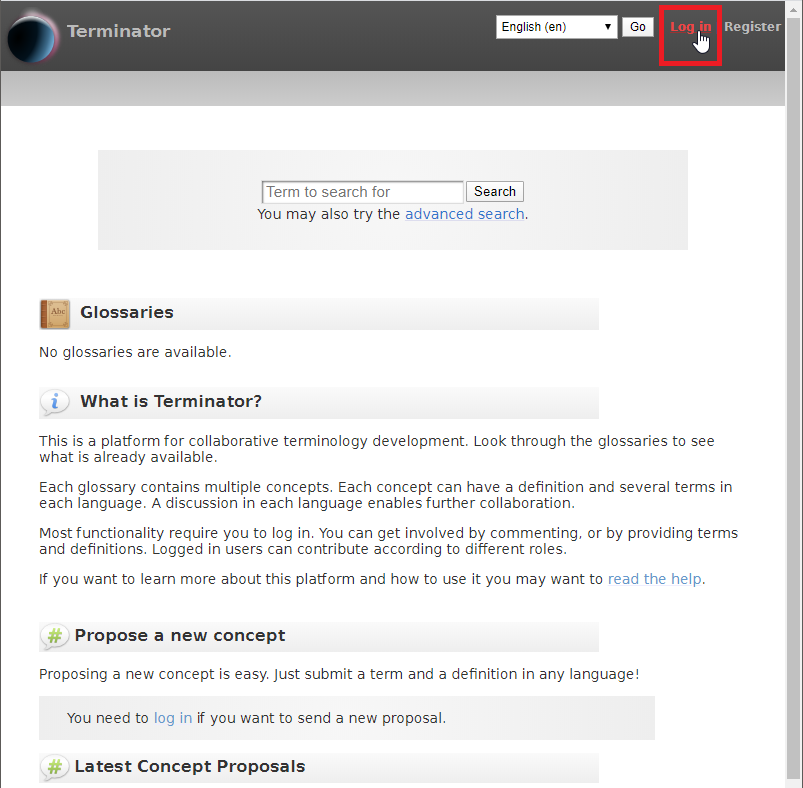 Terminator
English (en)
Go
Log in
Register
Term to search for
Search
You may also try the advanced search.
Abc
Glossaries
No glossaries are available.
i
What is Terminator?
This is a platform for collaborative terminology development. Look through the glossaries to see
what is already available.
Each glossary contains multiple concepts. Each concept can have a definition and several terms in
each language. A discussion in each language enables further collaboration.
Most functionality require you to log in. You can get involved by commenting, or by providing terms
and definitions. Logged in users can contribute according to different roles.
If you want to learn more about this platform and how to use it you may want to read the help.
# Propose a new concept
Proposing a new concept is easy. Just submit a term and a definition in any language!
You need to log in if you want to send a new proposal.
# Latest Concept Proposals